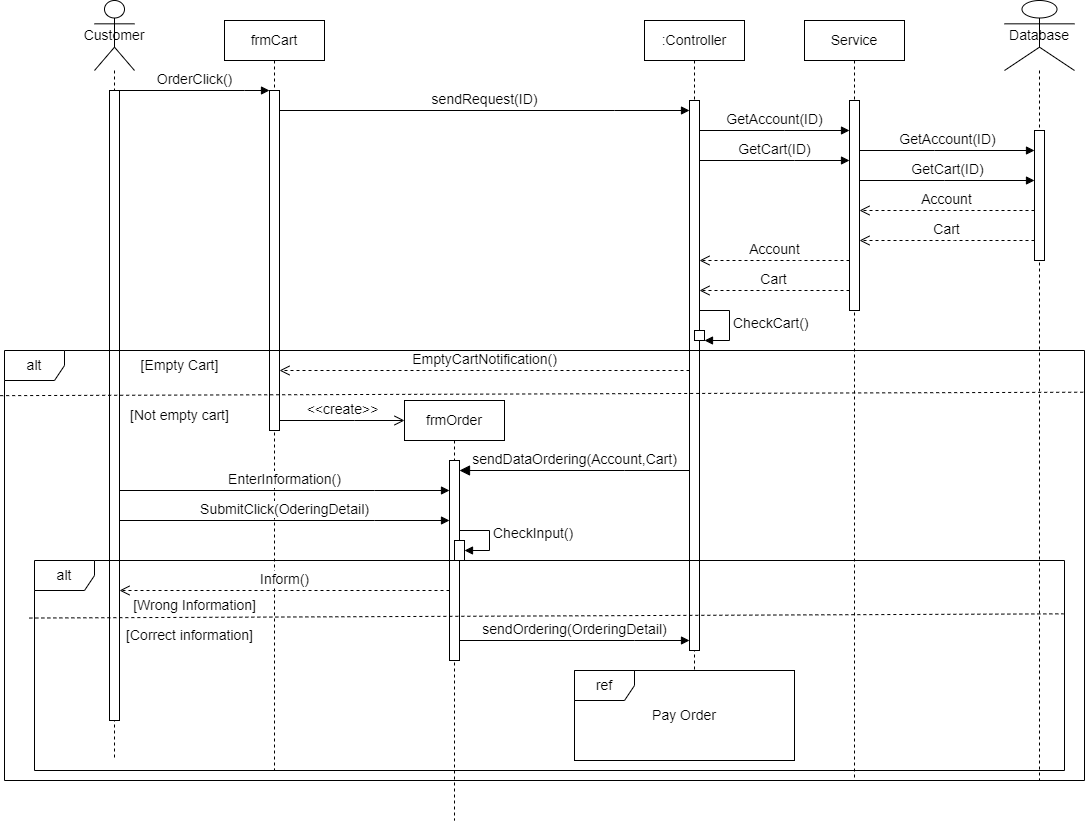 Customer
frmCart
:Controller
Service
Database
OrderClick()
sendRequest(ID)
GetAccount(ID)
GetCart(ID)
GetAccount(ID)
GetCart(ID)
Account
Cart
Account
Cart
CheckCart()
alt
[Empty Cart]
EmptyCartNotification()
[Not empty cart]
<<create>>
frmOrder
sendDataOrdering(Account,Cart)
EnterInformation()
SubmitClick(OderingDetail)
CheckInput()
alt
Inform()
[Wrong Information]
[Correct information]
sendOrdering(OrderingDetail)
ref
Pay Order